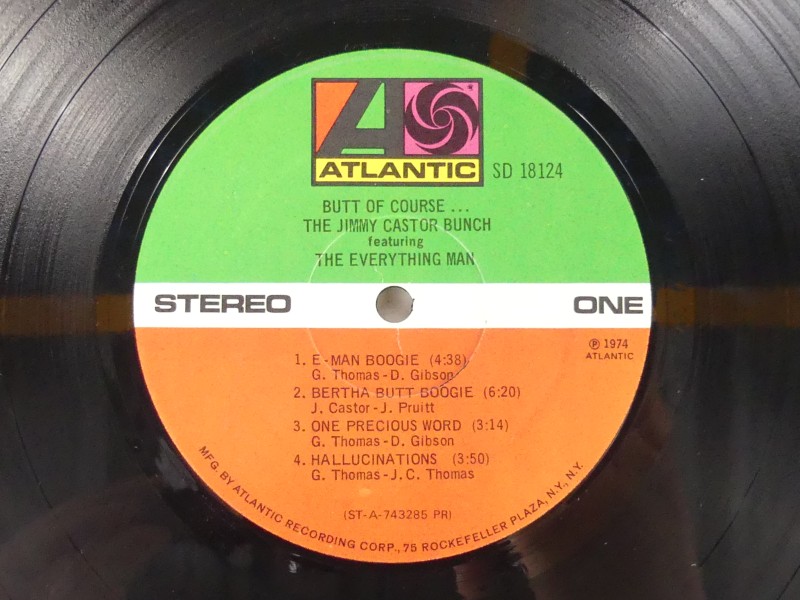 ATLANTIC
SD 18124
BUTT OF COURSE ...
THE JIMMY CASTOR BUNCH
featuring
THE EVERYTHING MAN
STEREO ONE
℗ 1974
ATLANTIC
1. E-MAN BOOGIE (4:38)
G. Thomas - D. Gibson
2. BERTHA BUTT BOOGIE (6:20)
J. Castor - J. Pruitt
3. ONE PRECIOUS WORD (3:14)
G. Thomas - D. Gibson
4. HALLUCINATIONS (3:50)
G. Thomas - J.C. Thomas
(ST-A-743285 PR)
MFG. BY ATLANTIC RECORDING CORP., 75 ROCKEFELLER PLAZA, N.Y., N.Y.